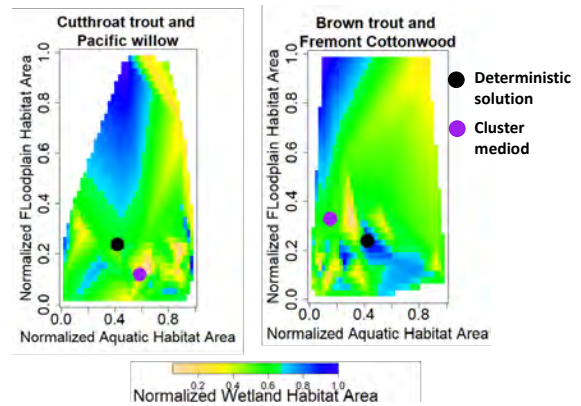 Cutthroat trout and
Pacific willow
Brown trout and
Fremont Cottonwood
Normalized FLoodplain Habitat Area
0.0 0.2 0.4 0.6 0.8 1.0
0.0 0.4 0.8
Normalized Aquatic Habitat Area
Normalized FLoodplain Habitat Area
0.0 0.2 0.4 0.6 0.8 1.0
0.0 0.4 0.8
Normalized Aquatic Habitat Area
Deterministic
solution
Cluster
mediod
0.2 0.4 0.6 0.8 1.0
Normalized Wetland Habitat Area